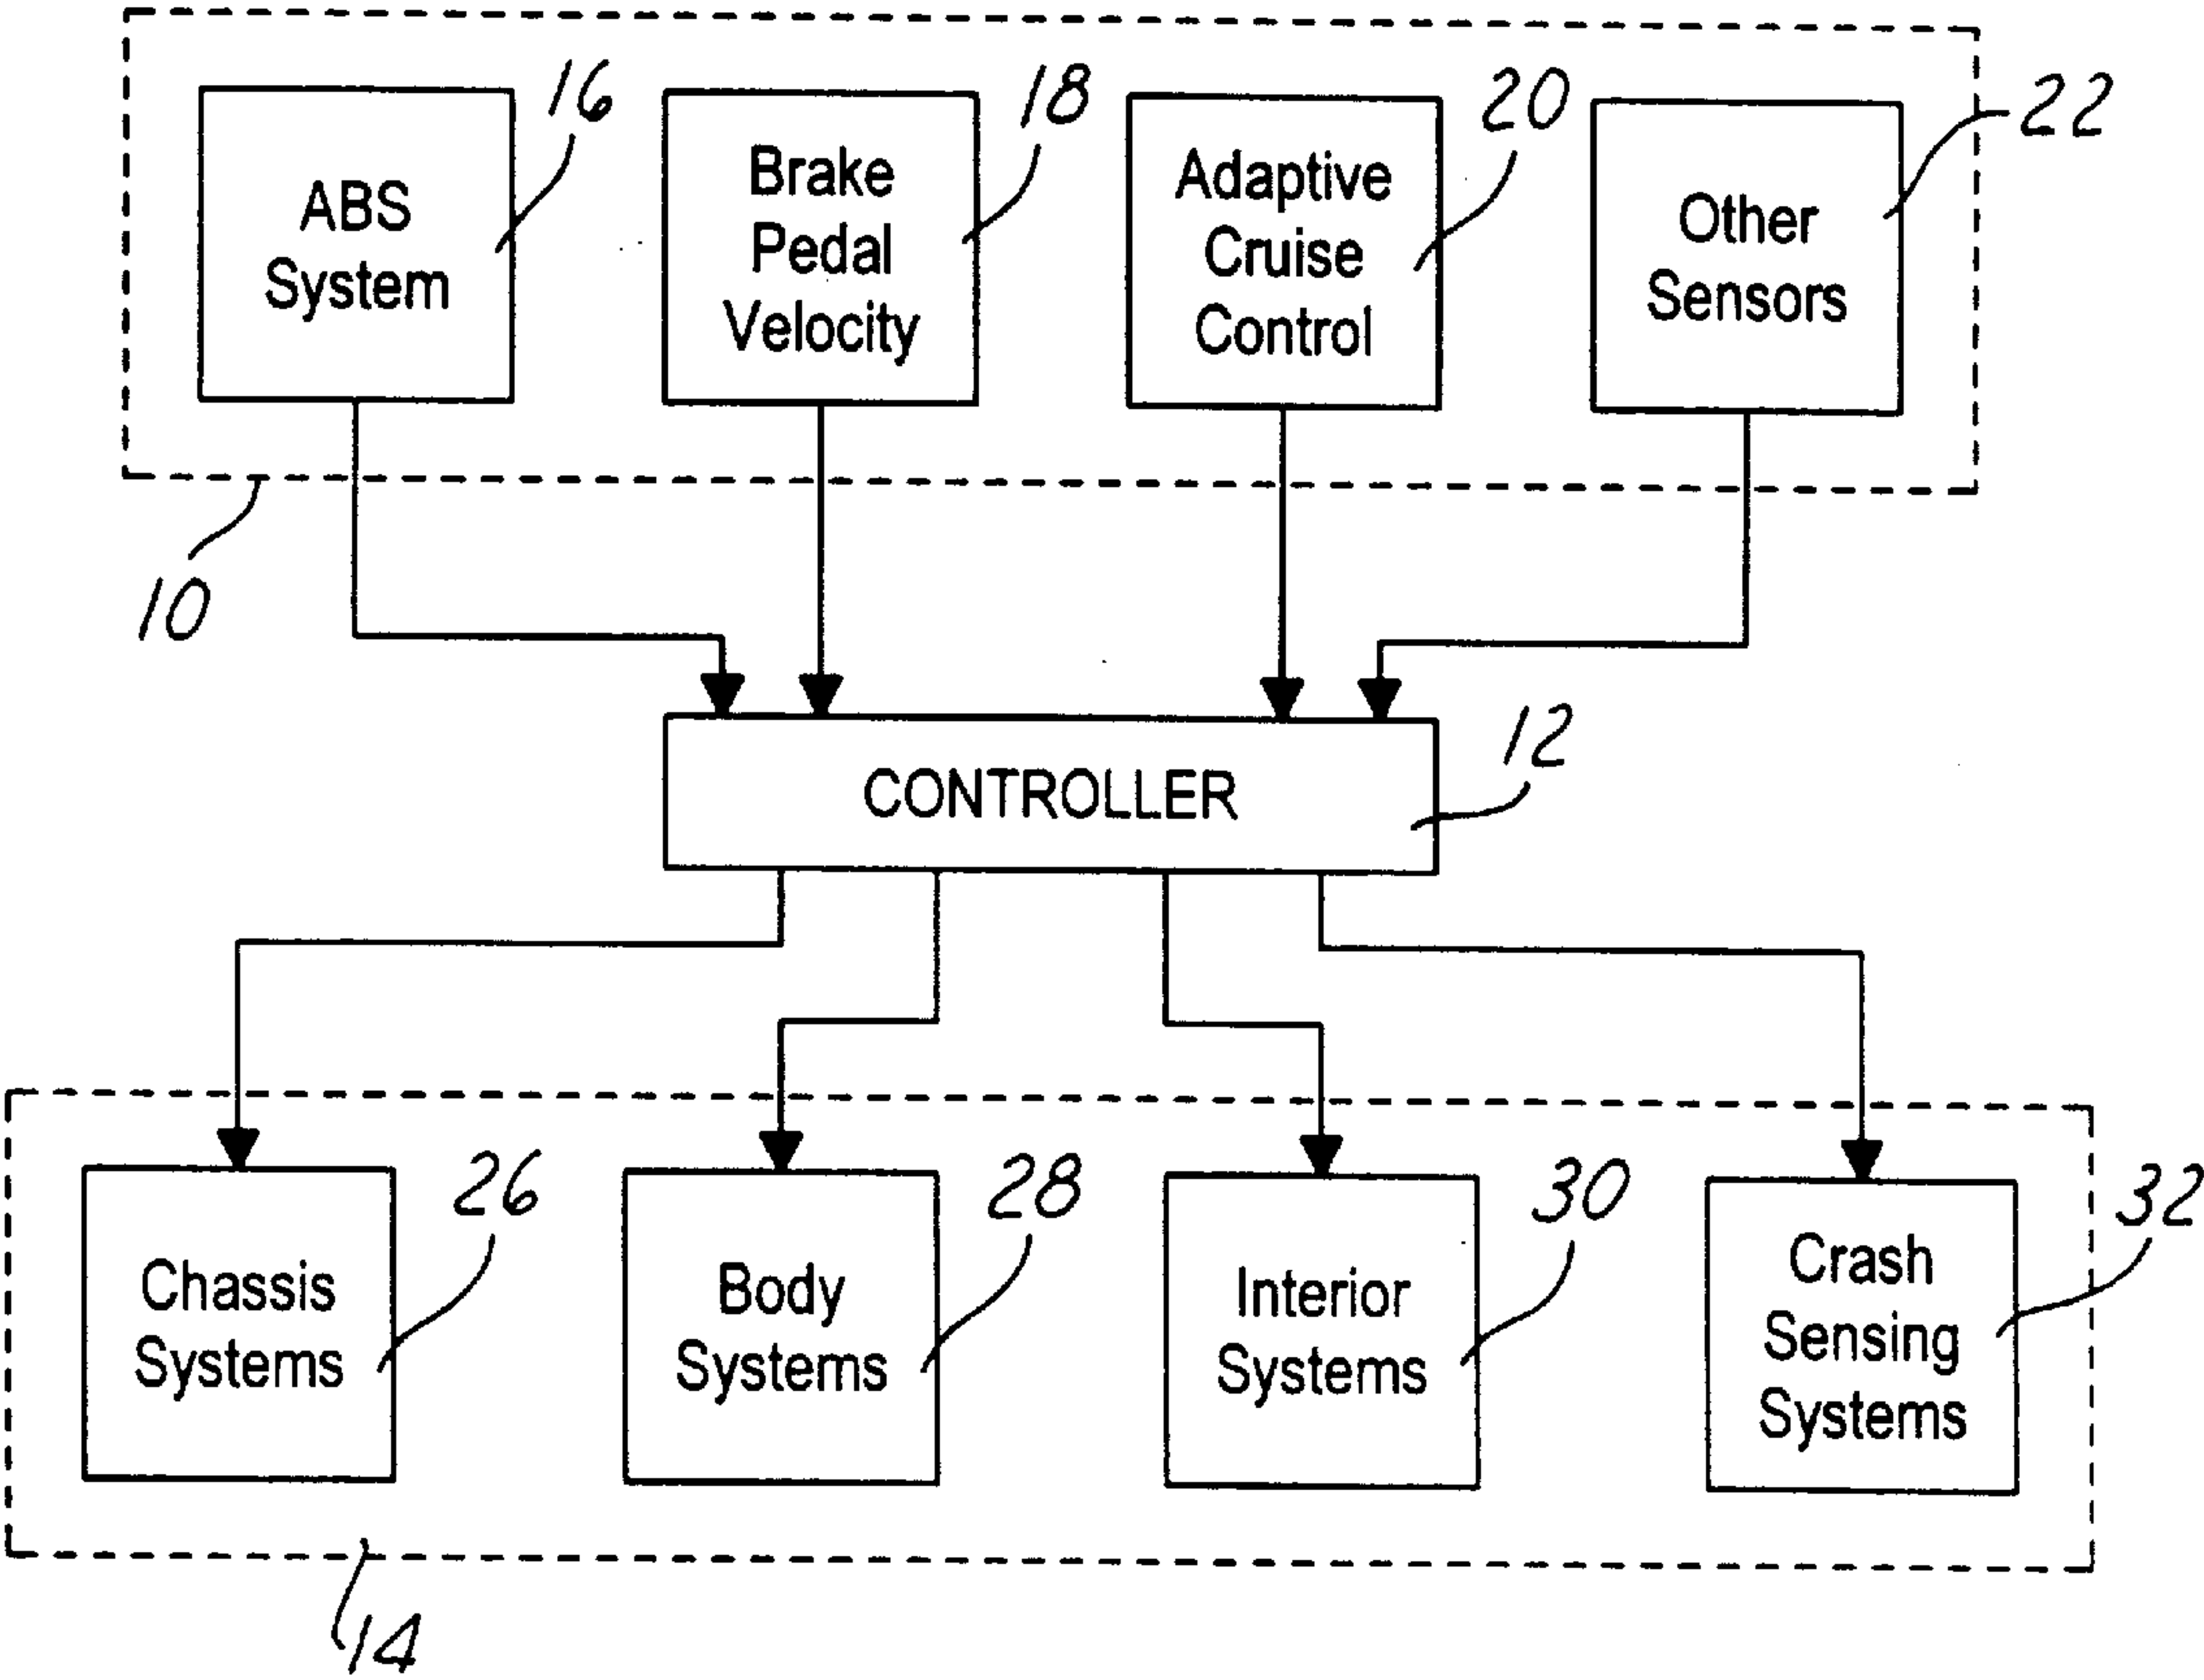 16
18
20
22
ABS
System
Brake
Pedal
Velocity
Adaptive
Cruise
Control
Other
Sensors
10
12
CONTROLLER
26
28
30
32
Chassis
Systems
Body
Systems
Interior
Systems
Crash
Sensing
Systems
14